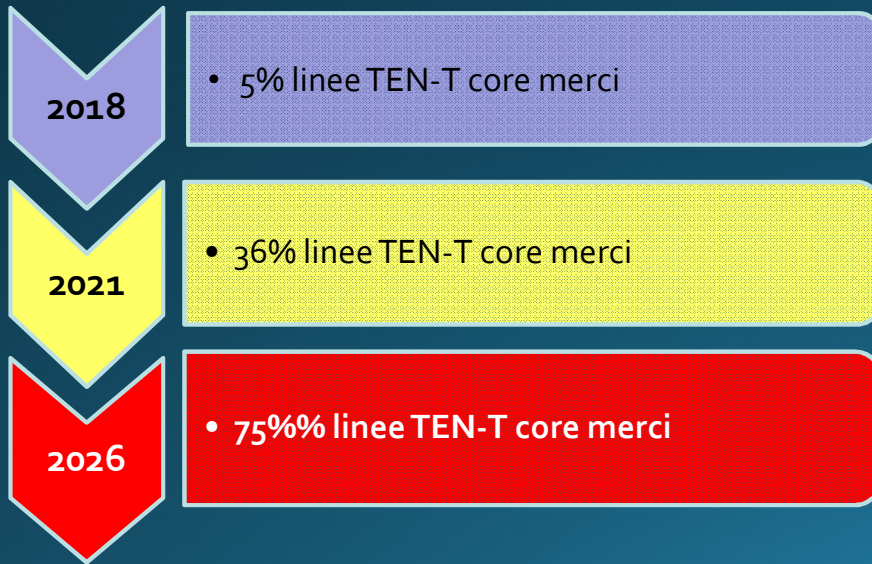 2018
• 5% linee TEN-T core merci
2021
• 36% linee TEN-T core merci
2026
• 75%% linee TEN-T core merci